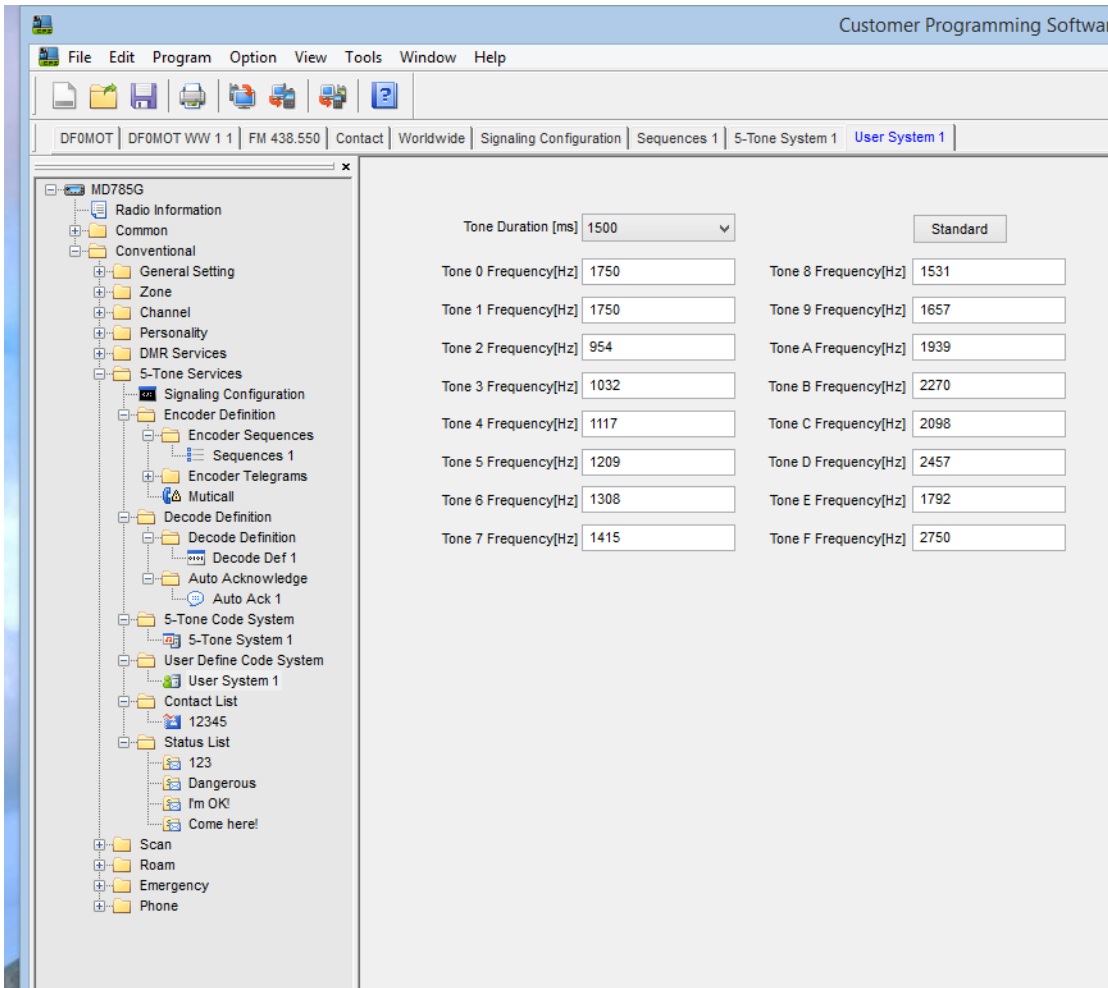 Customer Programming Softwar
File Edit Program Option View Tools Window Help
DF0MOT DF0MOT WW 1 1 FM 438.550 Contact Worldwide Signaling Configuration Sequences 1 5-Tone System 1 User System 1
MD785G
Radio Information
Common
Conventional
General Setting
Zone
Channel
Personality
DMR Services
5-Tone Services
Signaling Configuration
Encoder Definition
Encoder Sequences
Sequences 1
Encoder Telegrams
Muticall
Decode Definition
Decode Definition
Decode Def 1
Auto Acknowledge
Auto Ack 1
5-Tone Code System
5-Tone System 1
User Define Code System
User System 1
Contact List
12345
Status List
123
Dangerous
I'm OK!
Come here!
Scan
Roam
Emergency
Phone
Tone Duration [ms] 1500 Standard
Tone 0 Frequency[Hz] 1750 Tone 8 Frequency[Hz] 1531
Tone 1 Frequency[Hz] 1750 Tone 9 Frequency[Hz] 1657
Tone 2 Frequency[Hz] 954 Tone A Frequency[Hz] 1939
Tone 3 Frequency[Hz] 1032 Tone B Frequency[Hz] 2270
Tone 4 Frequency[Hz] 1117 Tone C Frequency[Hz] 2098
Tone 5 Frequency[Hz] 1209 Tone D Frequency[Hz] 2457
Tone 6 Frequency[Hz] 1308 Tone E Frequency[Hz] 1792
Tone 7 Frequency[Hz] 1415 Tone F Frequency[Hz] 2750